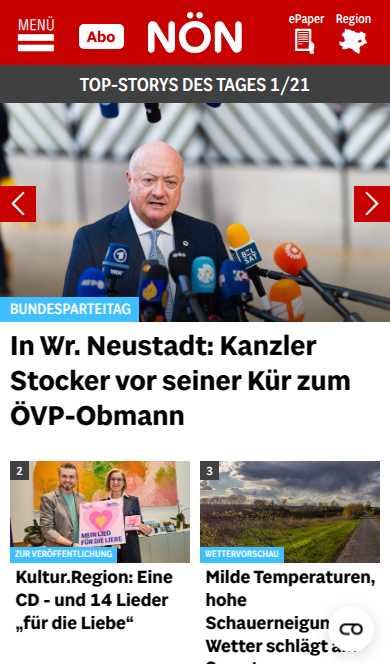 MENÜ
Abo
NÖN
ePaper
Region
TOP-STORYS DES TAGES 1/21
BUNDESPARTEITAG
In Wr. Neustadt: Kanzler
Stocker vor seiner Kür zum
ÖVP-Obmann
2
MEIN LIED
FÜR DIE LIEBE
ZUR VERÖFFENTLICHUNG
Kultur.Region: Eine
CD - und 14 Lieder
„für die Liebe“
3
WETTERVORSCHAU
Milde Temperaturen,
hohe
Schauerneigun
Wetter schlägt am